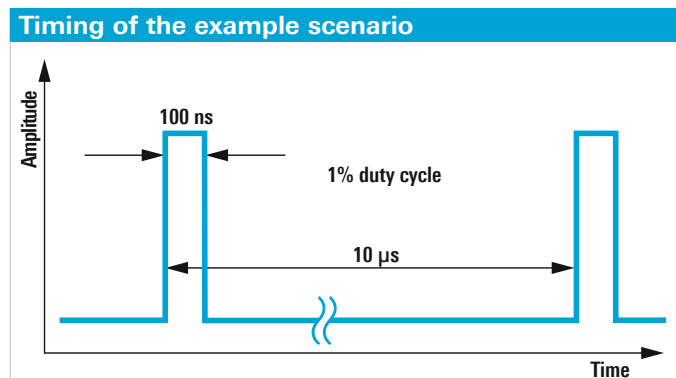 Timing of the example scenario
Amplitude
100 ns
1% duty cycle
10 µs
Time